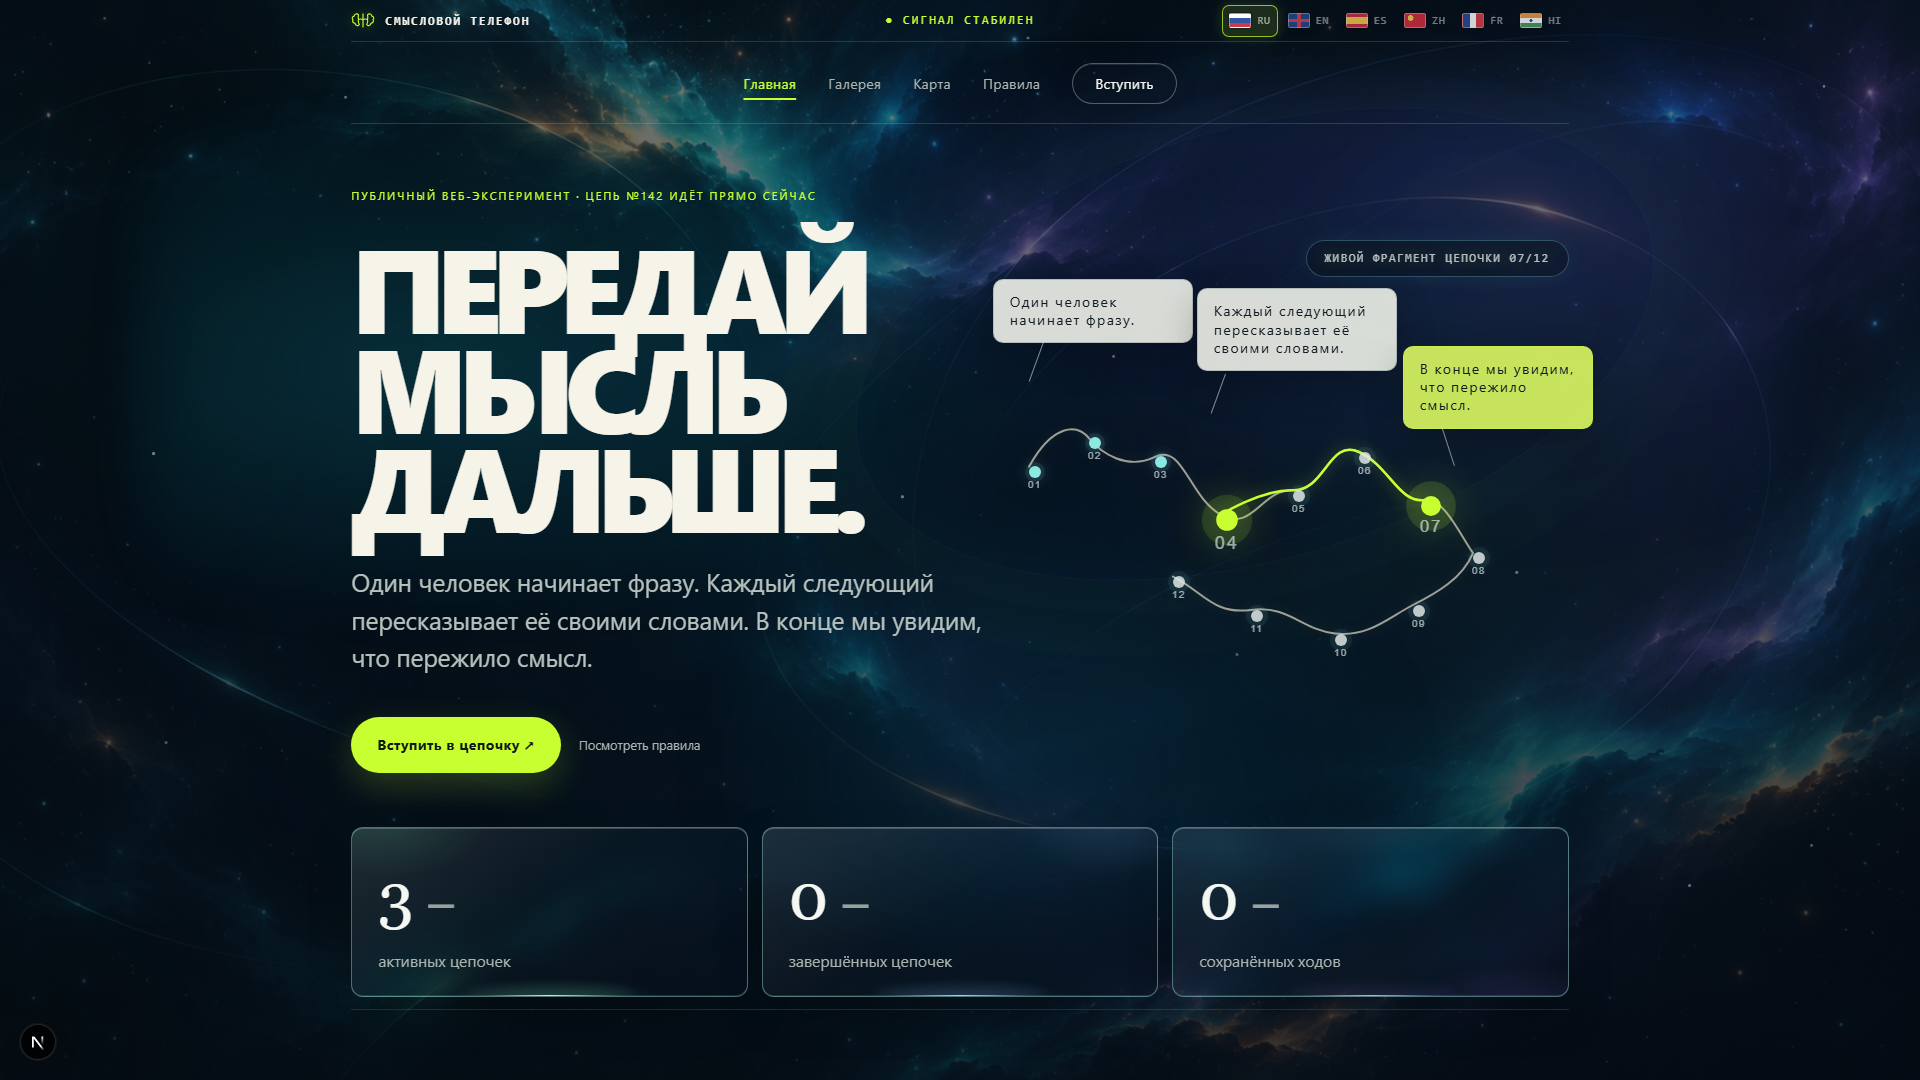 СМЫСЛОВОЙ ТЕЛЕФОН
● СИГНАЛ СТАБИЛЕН
RU
EN
ES
ZH
FR
HI
Главная
Галерея
Карта
Правила
Вступить
ПУБЛИЧНЫЙ ВЕБ-ЭКСПЕРИМЕНТ · ЦЕПЬ №142 ИДЁТ ПРЯМО СЕЙЧАС
ПЕРЕДАЙ
МЫСЛЬ
ДАЛЬШЕ.
Один человек начинает фразу. Каждый следующий
пересказывает её своими словами. В конце мы увидим,
что пережило смысл.
Вступить в цепочку ↗
Посмотреть правила
ЖИВОЙ ФРАГМЕНТ ЦЕПОЧКИ 07/12
Один человек
начинает фразу.
Каждый следующий
пересказывает её
своими словами.
В конце мы увидим,
что пережило
смысл.
01
02
03
04
05
06
07
08
09
10
11
12
3 –
активных цепочек
0 –
завершённых цепочек
0 –
сохранённых ходов
N